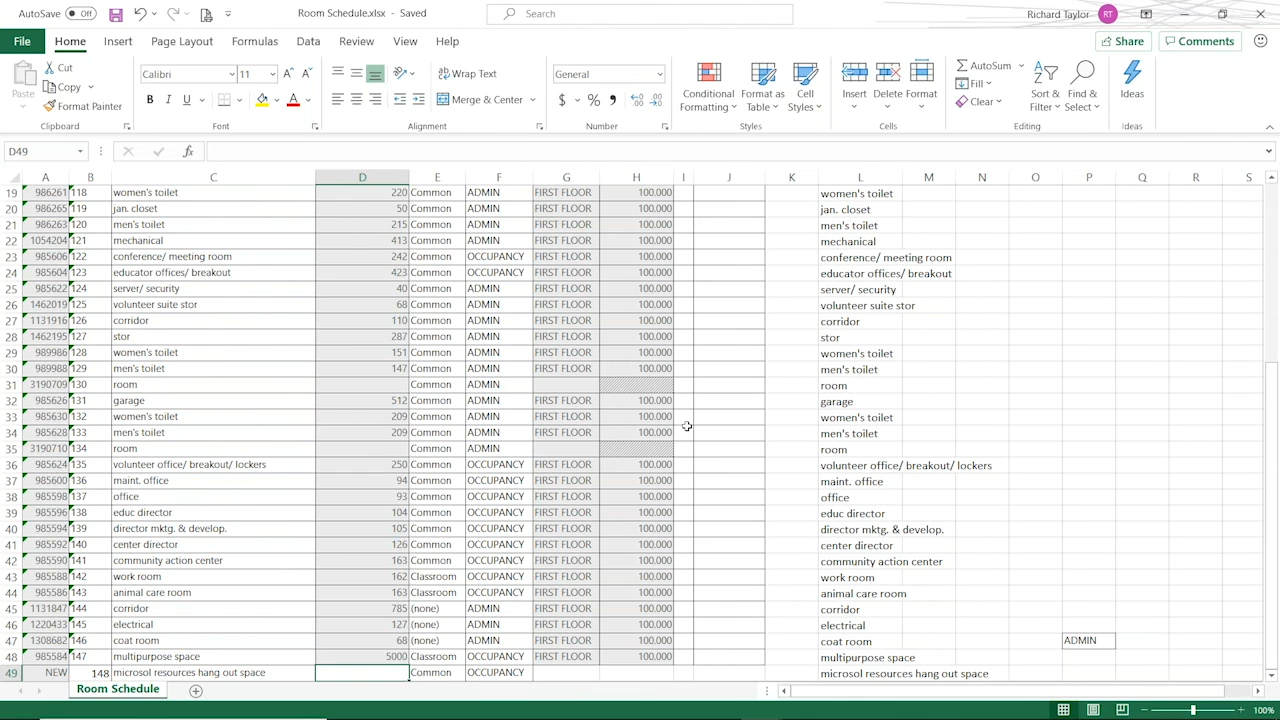 AutoSave Off Room Schedule.xlsx - Saved Search Richard Taylor RT
File Home Insert Page Layout Formulas Data Review View Help Share Comments
Paste Cut Copy Format Painter Clipboard
Calibri 11 B I U A Font
Wrap Text Merge & Center Alignment
General $ % , Number
Conditional Formatting Format as Table Cell Styles Styles
Insert Delete Format Cells
AutoSum Fill Clear Sort & Filter Find & Select Editing
Ideas Ideas
D49 fx
A B C D E F G H I J K L M N O P Q R S
19 986261 118 women's toilet 220 Common ADMIN FIRST FLOOR 100.000 women's toilet
20 986265 119 jan. closet 50 Common ADMIN FIRST FLOOR 100.000 jan. closet
21 986263 120 men's toilet 215 Common ADMIN FIRST FLOOR 100.000 men's toilet
22 1054204 121 mechanical 413 Common ADMIN FIRST FLOOR 100.000 mechanical
23 985606 122 conference/ meeting room 242 Common OCCUPANCY FIRST FLOOR 100.000 conference/ meeting room
24 985604 123 educator offices/ breakout 423 Common OCCUPANCY FIRST FLOOR 100.000 educator offices/ breakout
25 985622 124 server/ security 40 Common ADMIN FIRST FLOOR 100.000 server/ security
26 1462019 125 volunteer suite stor 68 Common ADMIN FIRST FLOOR 100.000 volunteer suite stor
27 1131916 126 corridor 110 Common ADMIN FIRST FLOOR 100.000 corridor
28 1462195 127 stor 287 Common ADMIN FIRST FLOOR 100.000 stor
29 989986 128 women's toilet 151 Common ADMIN FIRST FLOOR 100.000 women's toilet
30 989988 129 men's toilet 147 Common ADMIN FIRST FLOOR 100.000 men's toilet
31 3190709 130 room Common ADMIN room
32 985626 131 garage 512 Common ADMIN FIRST FLOOR 100.000 garage
33 985630 132 women's toilet 209 Common ADMIN FIRST FLOOR 100.000 women's toilet
34 985628 133 men's toilet 209 Common ADMIN FIRST FLOOR 100.000 men's toilet
35 3190710 134 room Common ADMIN room
36 985624 135 volunteer office/ breakout/ lockers 250 Common OCCUPANCY FIRST FLOOR 100.000 volunteer office/ breakout/ lockers
37 985600 136 maint. office 94 Common OCCUPANCY FIRST FLOOR 100.000 maint. office
38 985598 137 office 93 Common OCCUPANCY FIRST FLOOR 100.000 office
39 985596 138 educ director 104 Common OCCUPANCY FIRST FLOOR 100.000 educ director
40 985594 139 director mktg. & develop. 105 Common OCCUPANCY FIRST FLOOR 100.000 director mktg. & develop.
41 985592 140 center director 126 Common OCCUPANCY FIRST FLOOR 100.000 center director
42 985590 141 community action center 163 Common OCCUPANCY FIRST FLOOR 100.000 community action center
43 985588 142 work room 162 Classroom OCCUPANCY FIRST FLOOR 100.000 work room
44 985586 143 animal care room 163 Classroom OCCUPANCY FIRST FLOOR 100.000 animal care room
45 1131847 144 corridor 785 (none) ADMIN FIRST FLOOR 100.000 corridor
46 1220433 145 electrical 127 (none) ADMIN FIRST FLOOR 100.000 electrical
47 1308682 146 coat room 68 (none) ADMIN FIRST FLOOR 100.000 coat room ADMIN
48 985584 147 multipurpose space 5000 Classroom OCCUPANCY FIRST FLOOR 100.000 multipurpose space
49 NEW 148 microsol resources hang out space Common OCCUPANCY microsol resources hang out space
Room Schedule
100%